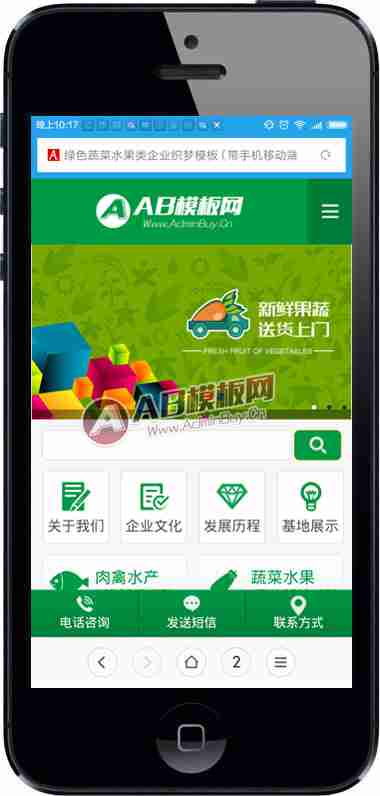 晚上10:17
绿色蔬菜水果类企业织梦模板(带手机移动端
AB模板网
Www.AdminBuy.Cn
新鲜果蔬
送货上门
FRESH FRUIT OF VEGETABLES
AB模板网
Www.AdminBuy.Cn
关于我们 企业文化 发展历程 基地展示
肉禽水产 蔬菜水果
电话咨询 发送短信 联系方式
2